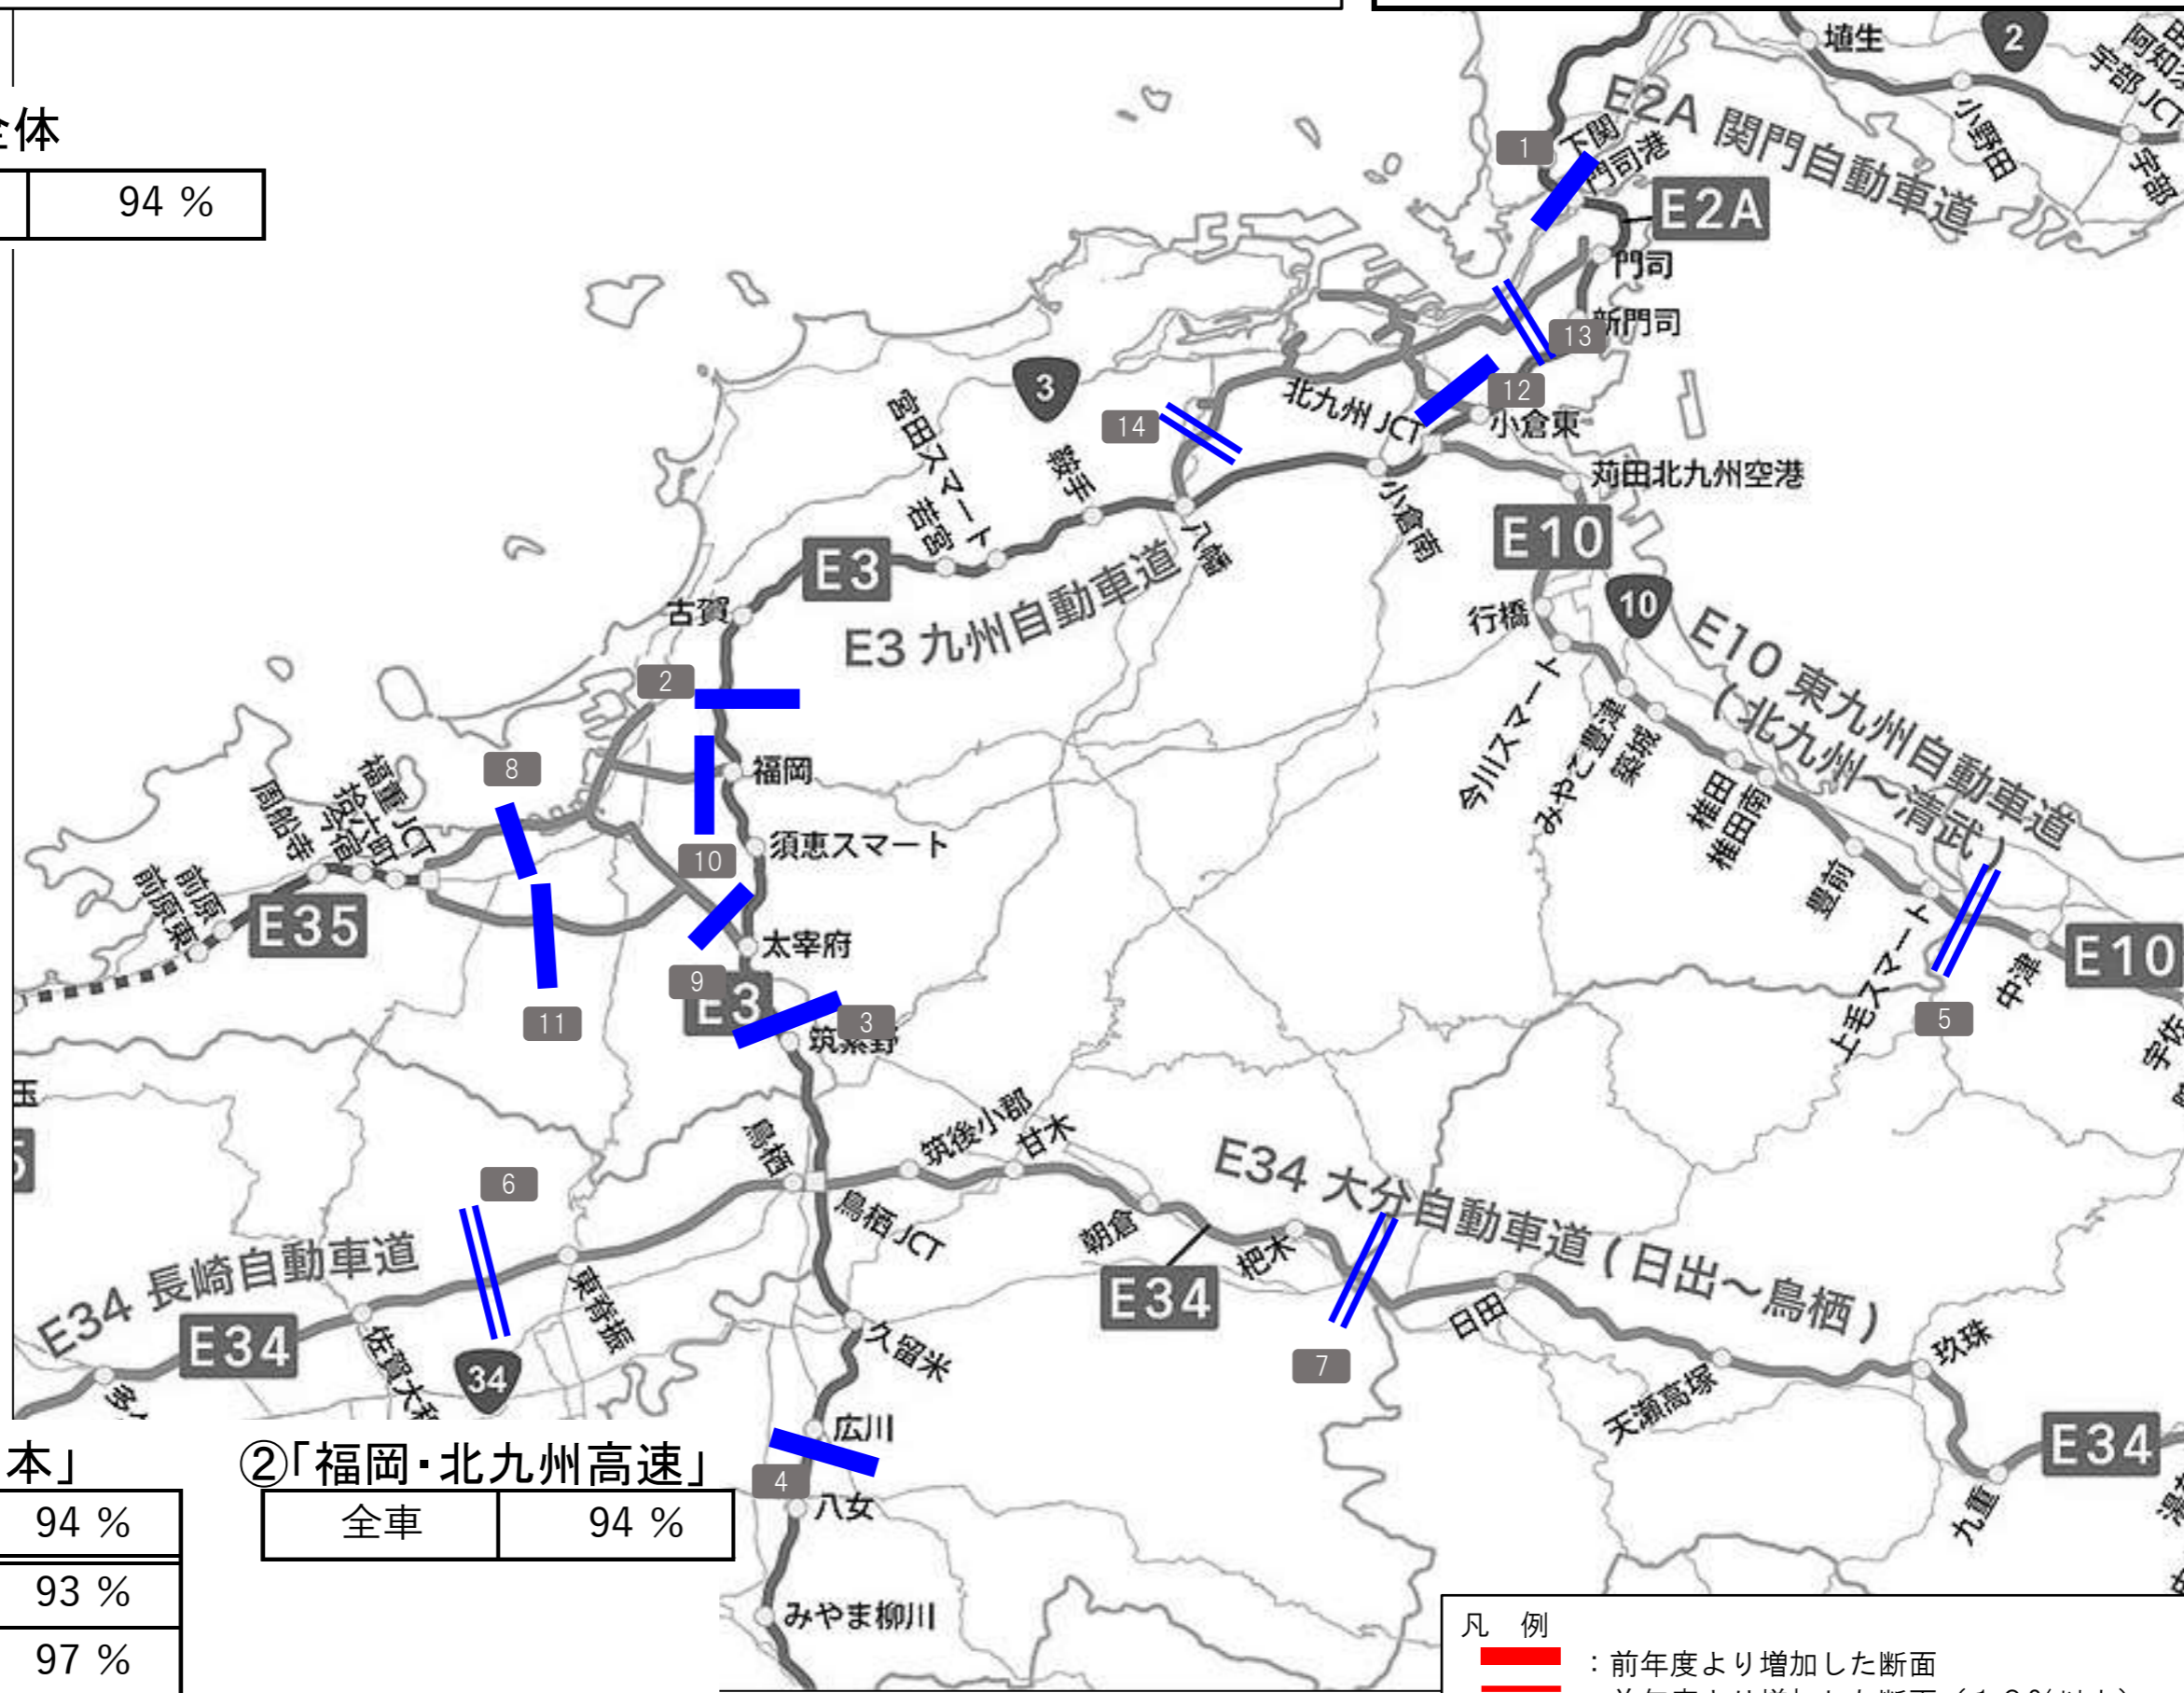 全体
94 %
埴生
2
宇部 JCT
小野田
宇部
E2A 関門自動車道
1
下関
門司港
E2A
門司
新門司
13
12
北九州 JCT
小倉東
14
3
宮田スマート
若宮
鞍手
八幡
小倉南
苅田北九州空港
E10
行橋
10
E3
古賀
E3 九州自動車道
E10 東九州自動車道
(北九州～清武)
今川スマート
みやこ豊津
築城
椎田
椎田南
豊前
上毛スマート
中津
E10
5
2
福岡
8
10
須恵スマート
福重 JCT
拾六町
今宿
周船寺
前原
前原東
E35
11
9
太宰府
E3
3
筑紫野
鳥栖
筑後小郡
甘木
鳥栖 JCT
朝倉
杷木
E34
E34 大分自動車道(日出～鳥栖)
7
日田
天瀬高塚
玖珠
九重
E34
6
E34 長崎自動車道
E34
東脊振
34
久留米
広川
4
八女
みやま柳川
本」
94 %
93 %
97 %
②「福岡・北九州高速」
全車 94 %
凡 例
：前年度より増加した断面